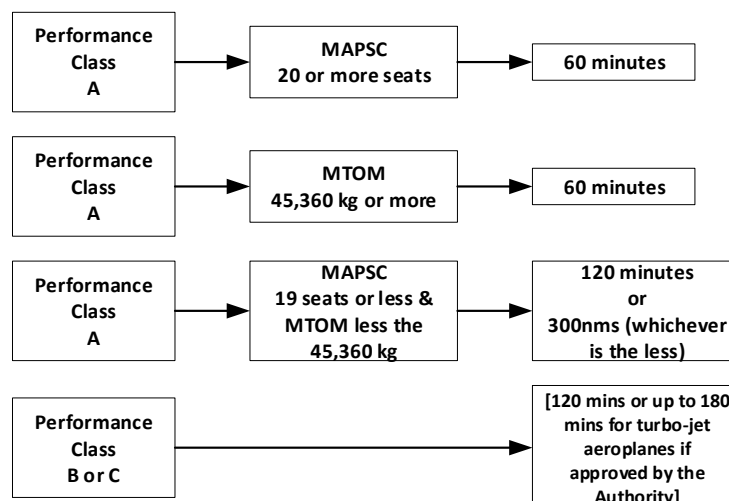 Performance
Class
A
MAPSC
20 or more seats
60 minutes
Performance
Class
A
MTOM
45,360 kg or more
60 minutes
Performance
Class
A
MAPSC
19 seats or less &
MTOM less the
45,360 kg
120 minutes
or
300nms (whichever
is the less)
Performance
Class
B or C
[120 mins or up to 180
mins for turbo-jet
aeroplanes if
approved by the
Authority]